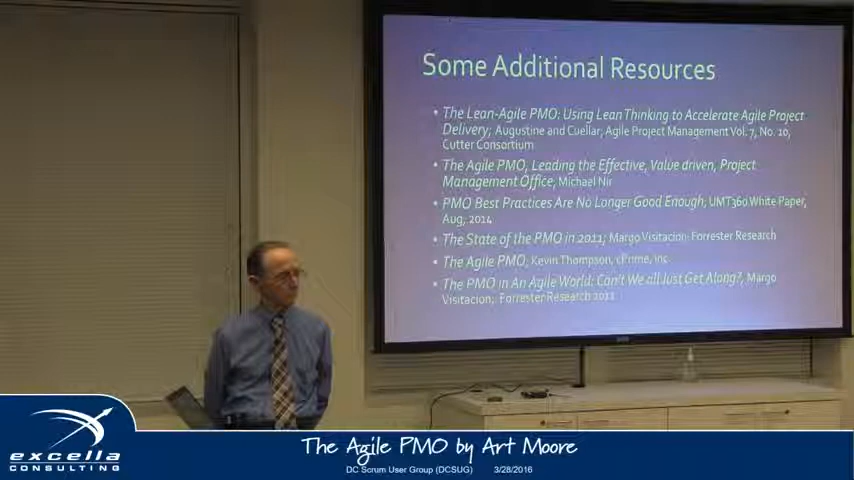 Some Additional Resources
• The Lean-Agile PMO: Using Lean Thinking to Accelerate Agile Project
Delivery; Augustine and Cuellar; Agile Project Management Vol. 7, No. 10,
Cutter Consortium
• The Agile PMO, Leading the Effective, Value driven, Project
Management Office, Michael Nir
• PMO Best Practices Are No Longer Good Enough; UMT360 White Paper,
Aug, 2014
• The State of the PMO in 2011; Margo Visitacion- Forrester Research
• The Agile PMO; Kevin Thompson, cPrime, Inc.
• The PMO in An Agile World: Can't We all Just Get Along?, Margo
Visitacion, Forrester Research 2011
excella
CONSULTING
The Agile PMO by Art Moore
DC Scrum User Group (DCSUG) 3/28/2016